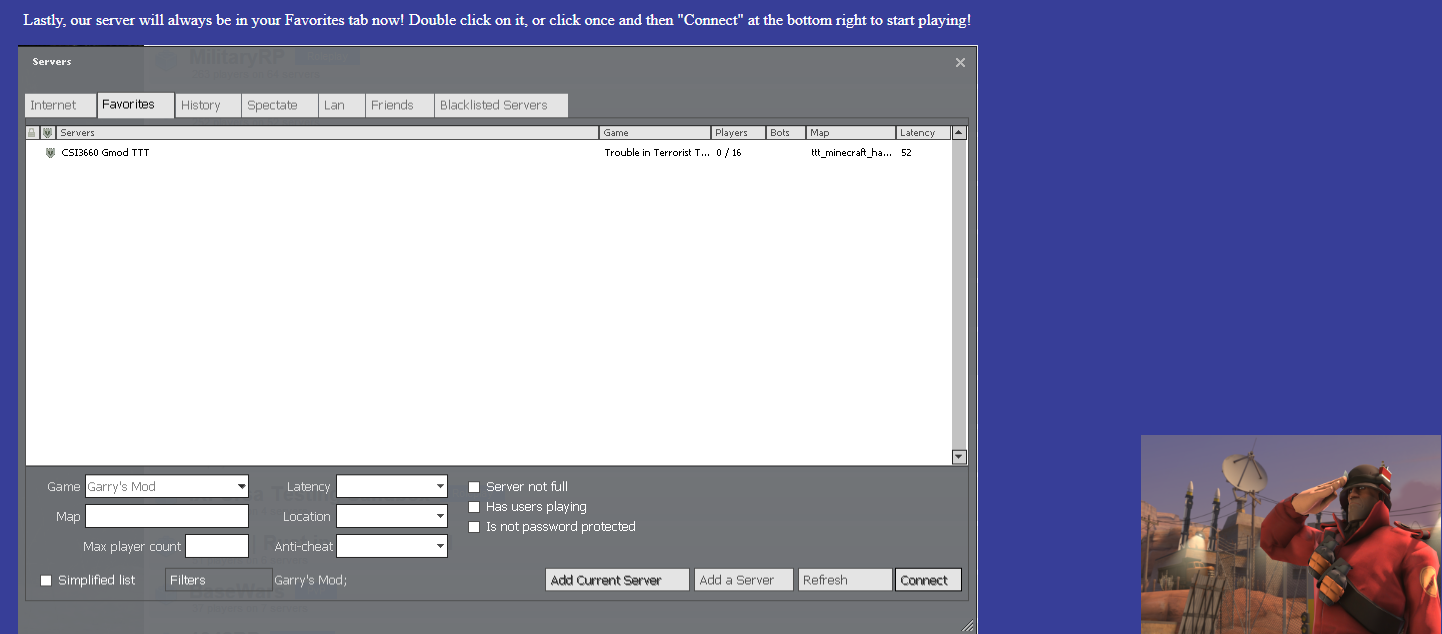 Lastly, our server will always be in your Favorites tab now! Double click on it, or click once and then "Connect" at the bottom right to start playing!
MilitaryRP
Servers
Internet Favorites History Spectate Lan Friends Blacklisted Servers
Servers Game Players Bots Map Latency
CSI3660 Gmod TTT Trouble in Terrorist T... 0 / 16 ttt_minecraft_ha... 52
Game Garry's Mod Latency Server not full
Map Location Has users playing
Max player count Anti-cheat Is not password protected
Simplified list Filters Garry's Mod; Add Current Server Add a Server Refresh Connect